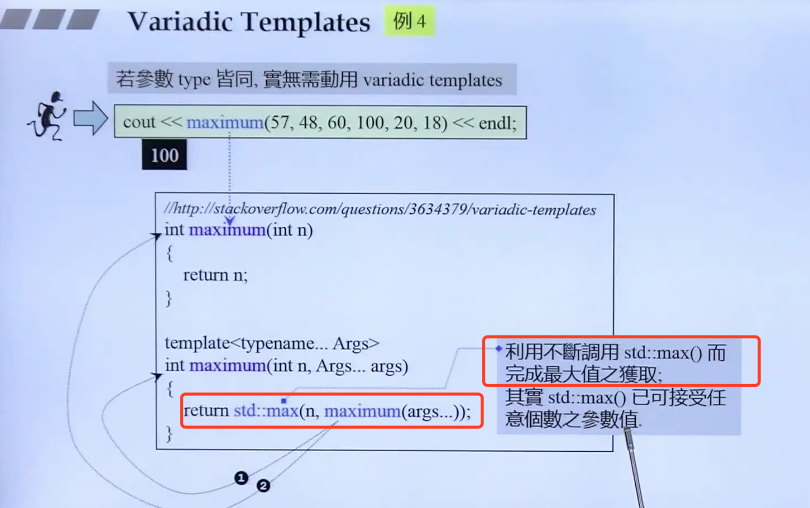 Variadic Templates 例 4
若參數 type 皆同, 實無需動用 variadic templates
cout << maximum(57, 48, 60, 100, 20, 18) << endl;
100
//http://stackoverflow.com/questions/3634379/variadic-templates
int maximum(int n)
{
return n;
}
template<typename... Args>
int maximum(int n, Args... args)
{
return std::max(n, maximum(args...));
}
利用不斷調用 std::max() 而
完成最大值之獲取;
其實 std::max() 已可接受任
意個數之參數值.
❶
❷